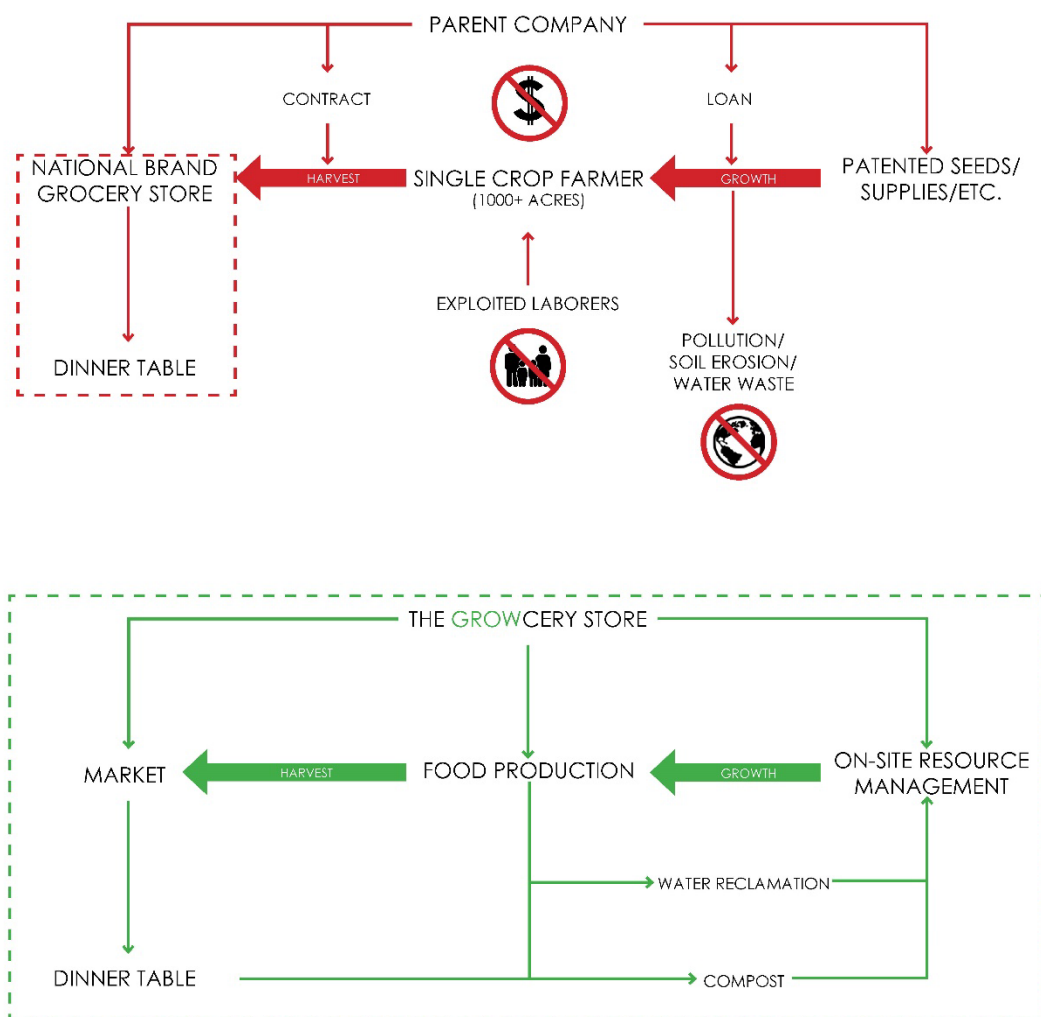 PARENT COMPANY
CONTRACT
$
LOAN
NATIONAL BRAND
GROCERY STORE
HARVEST
SINGLE CROP FARMER
(1000+ ACRES)
GROWTH
PATENTED SEEDS/
SUPPLIES/ETC.
EXPLOITED LABORERS
POLLUTION/
SOIL EROSION/
WATER WASTE
DINNER TABLE
THE GROWCERY STORE
MARKET
HARVEST
FOOD PRODUCTION
GROWTH
ON-SITE RESOURCE
MANAGEMENT
WATER RECLAMATION
DINNER TABLE
COMPOST